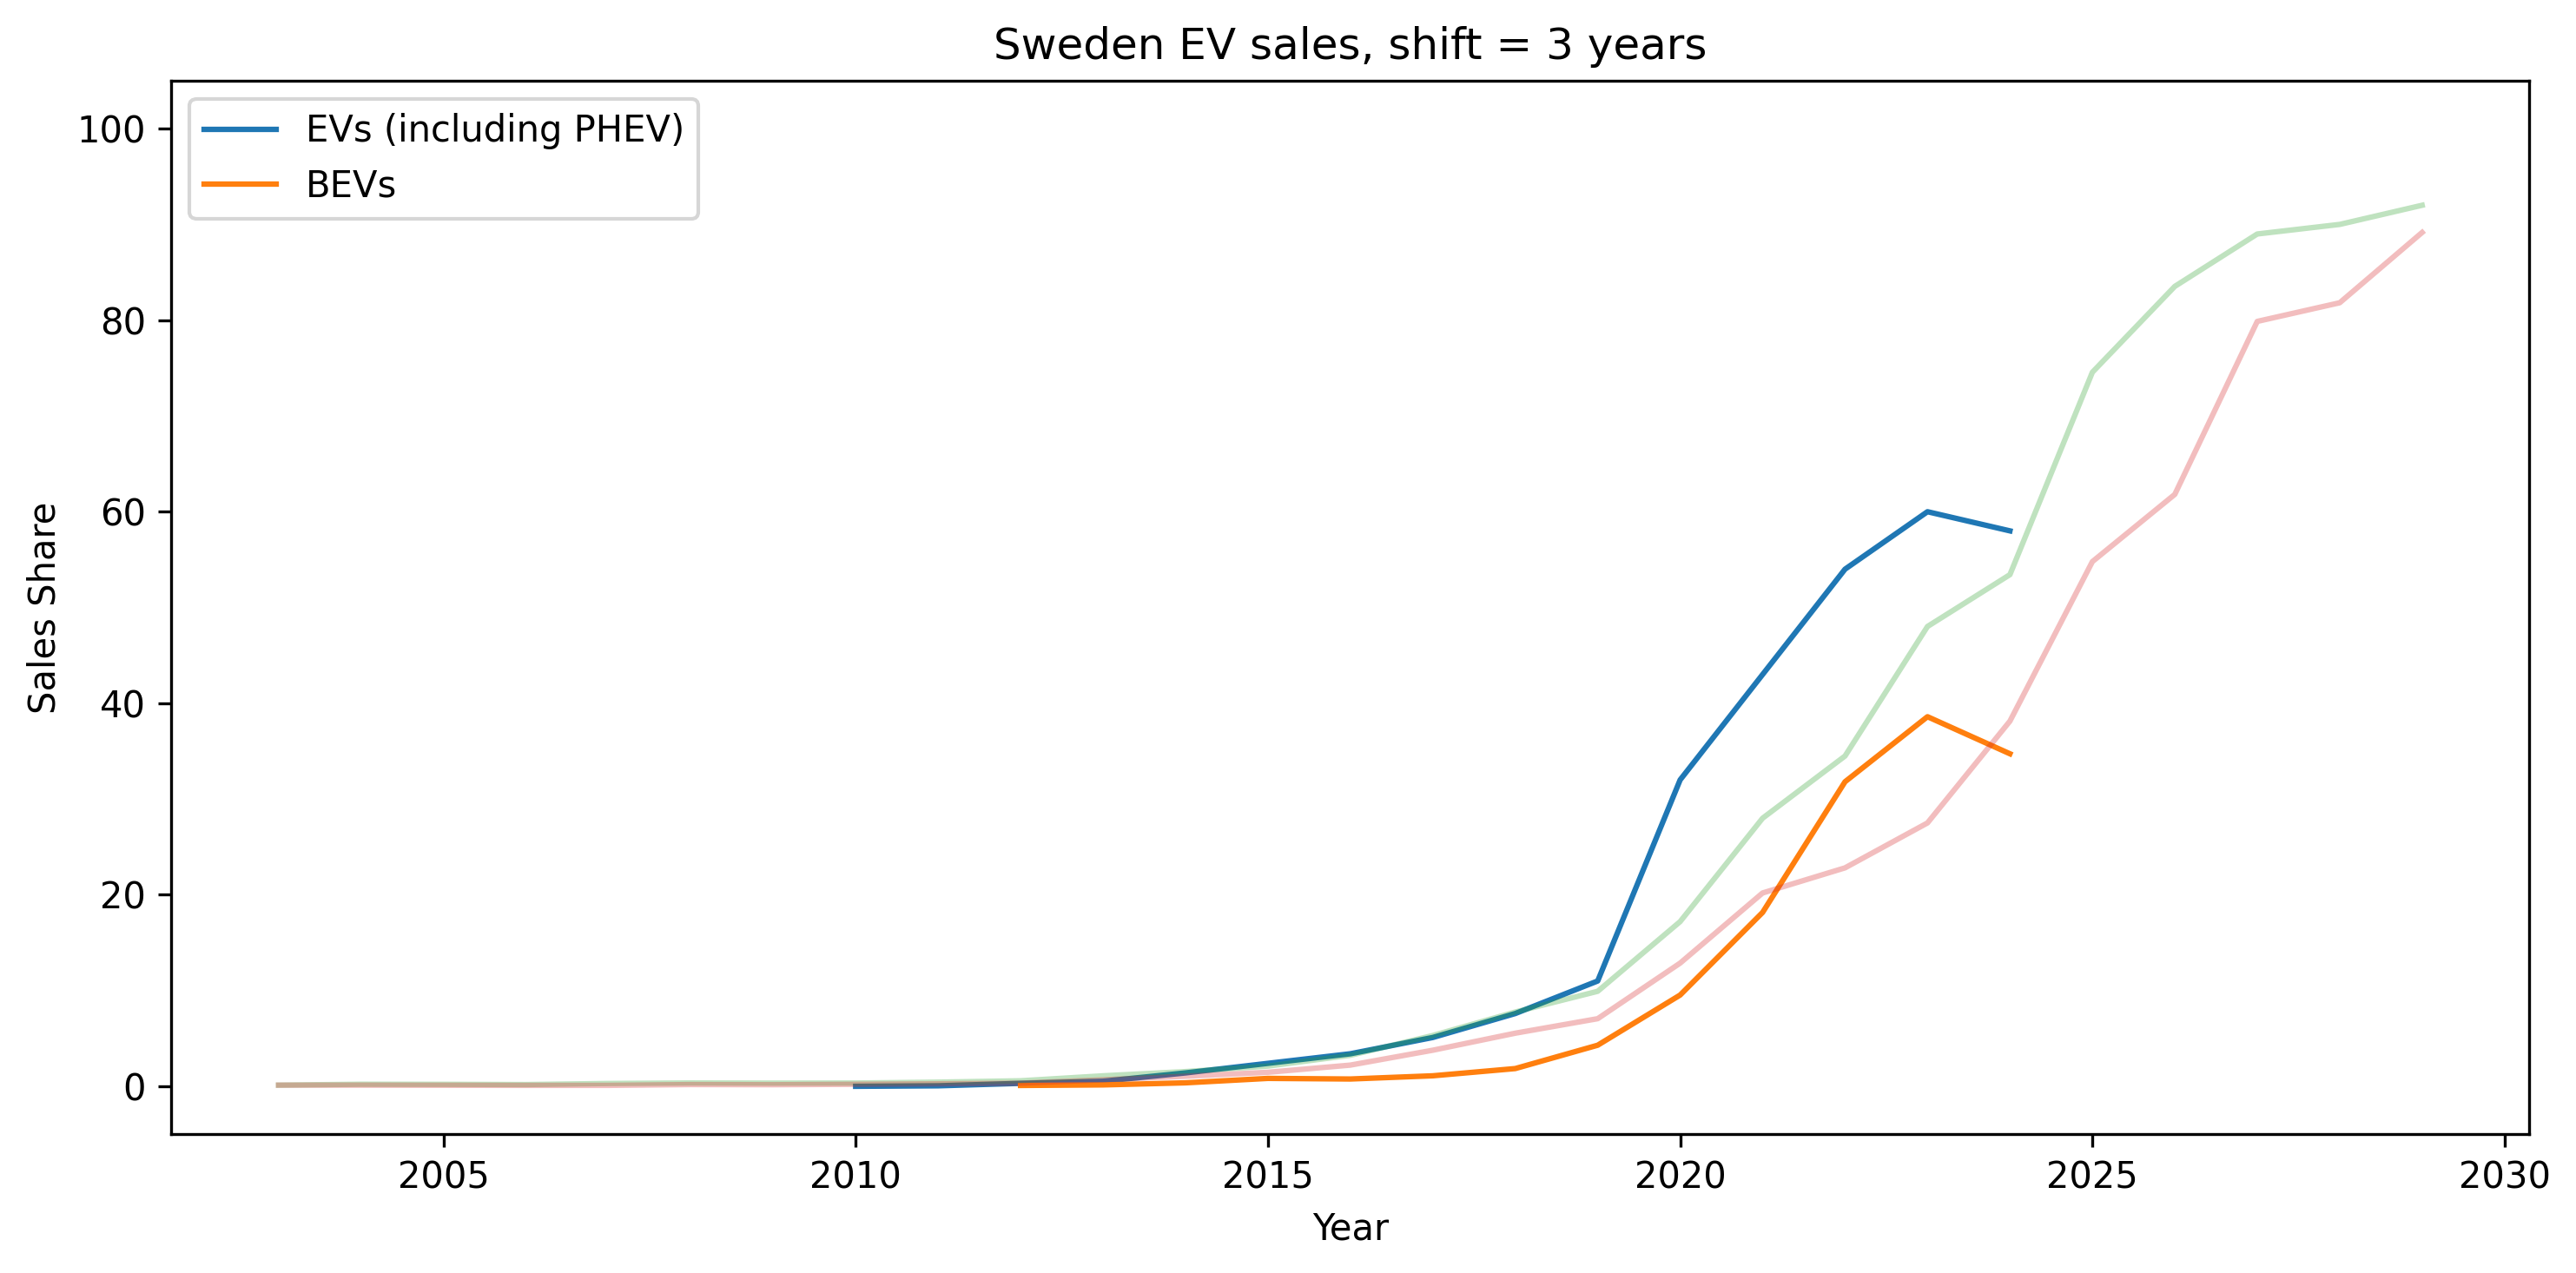 Sweden EV sales, shift = 3 years
EVs (including PHEV)
BEVs
Sales Share
100
80
60
40
20
0
2005
2010
2015
2020
2025
2030
Year